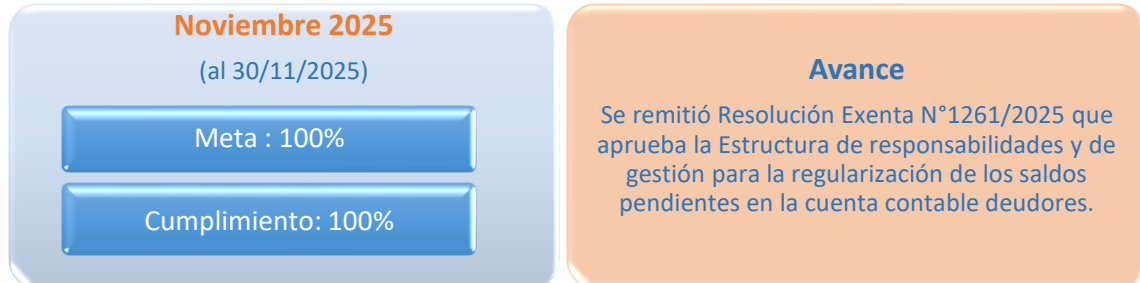 Noviembre 2025
(al 30/11/2025)
Meta : 100%
Cumplimiento: 100%
Avance
Se remitió Resolución Exenta N°1261/2025 que
aprueba la Estructura de responsabilidades y de
gestión para la regularización de los saldos
pendientes en la cuenta contable deudores.